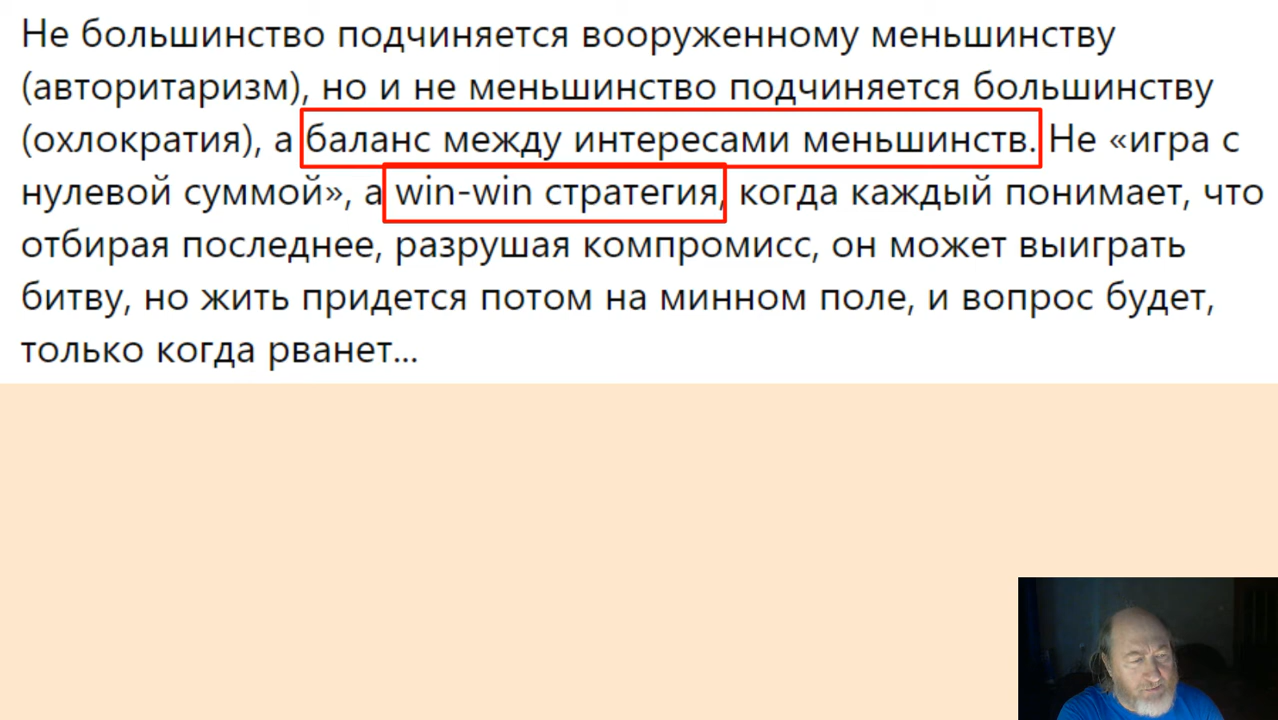 Не большинство подчиняется вооруженному меньшинству
(авторитаризм), но и не меньшинство подчиняется большинству
(охлократия), а баланс между интересами меньшинств. Не «игра с
нулевой суммой», а win-win стратегия, когда каждый понимает, что
отбирая последнее, разрушая компромисс, он может выиграть
битву, но жить придется потом на минном поле, и вопрос будет,
только когда рванет...